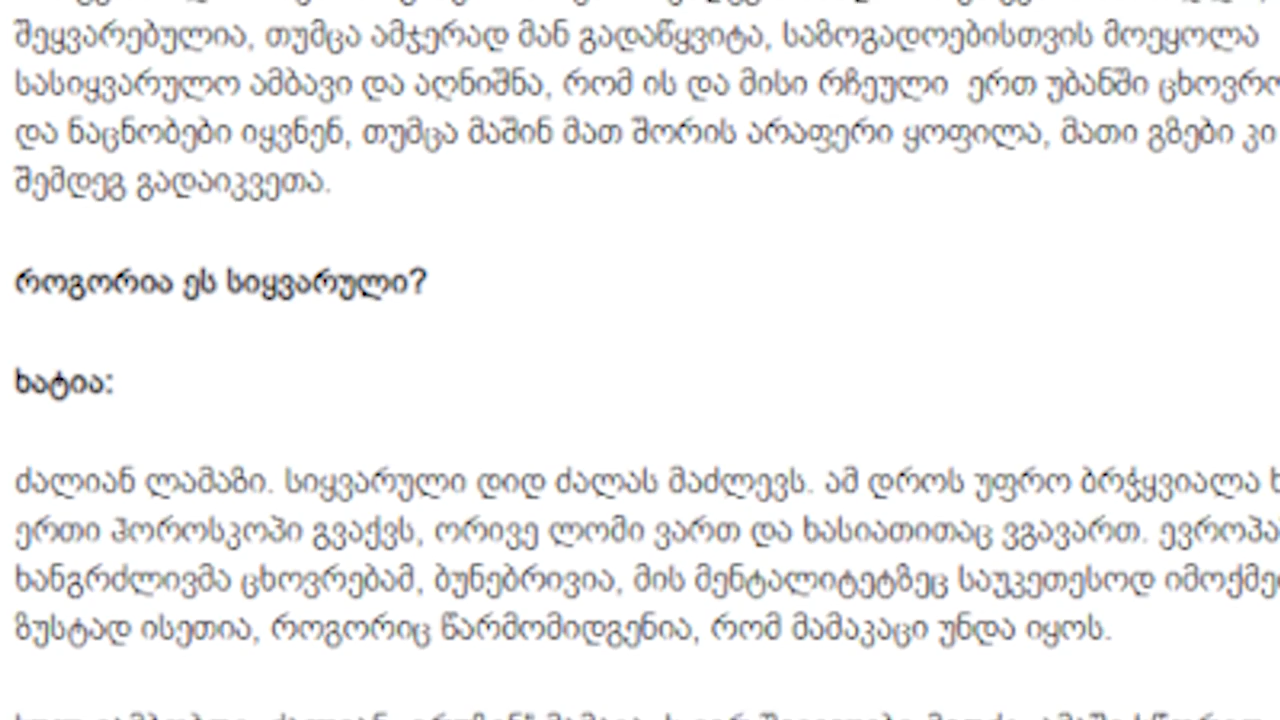 შეყვარებულია, თუმცა ამჯერად მან გადაწყვიტა, საზოგადოებისთვის მოეყოლა
სასიყვარულო ამბავი და აღნიშნა, რომ ის და მისი რჩეული ერთ უბანში
და ნაცნობები იყვნენ, თუმცა მაშინ მათ შორის არაფერი ყოფილა, მათი გზები კი
შემდეგ გადაიკვეთა.
როგორია ეს სიყვარული?
ხატია:
ძალიან ლამაზი. სიყვარული დიდ ძალას მაძლევს. ამ დროს უფრო ბრჭყვიალა
ერთი ჰოროსკოპი გვაქვს, ორივე ლომი ვართ და ხასიათითაც ვგავართ.
ხანგრძლივმა ცხოვრებამ, ბუნებრივია, მის მენტალიტეტზეც საუკეთესოდ
ზუსტად ისეთია, როგორიც წარმომიდგენია, რომ მამაკაცი უნდა იყოს.